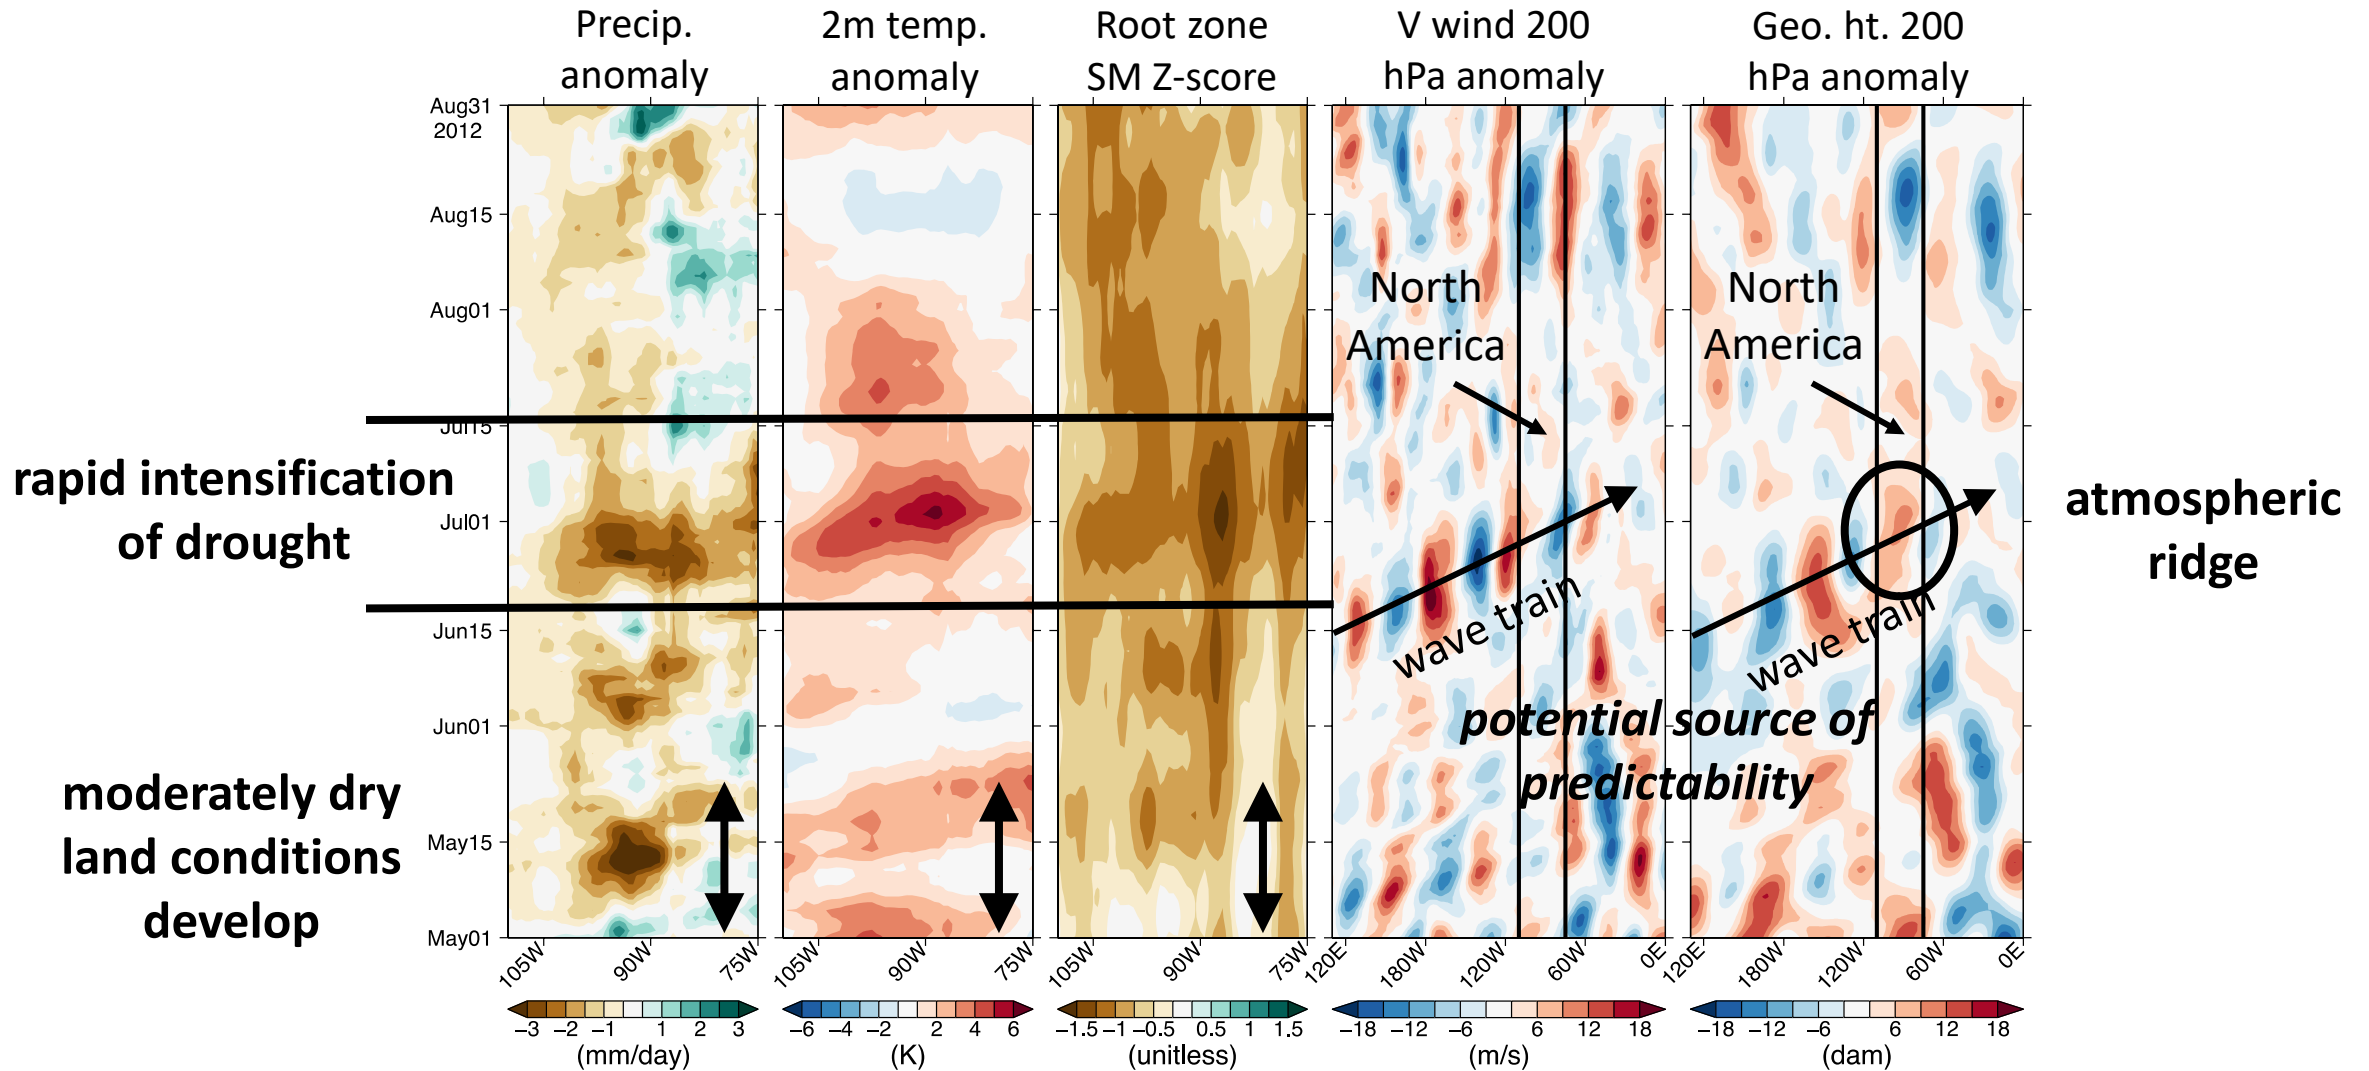 Precip.
anomaly
2m temp.
anomaly
Root zone
SM Z-score
V wind 200
hPa anomaly
Geo. ht. 200
hPa anomaly
Aug31
2012
Aug15
Aug01
Jul15
Jul01
Jun15
Jun01
May15
May01
rapid intensification
of drought
moderately dry
land conditions
develop
North
America
North
America
wave train
wave train
potential source of
predictability
atmospheric
ridge
105W 90W 75W
105W 90W 75W
105W 90W 75W
120E 180W 120W 60W 0E
120E 180W 120W 60W 0E
−3 −2 −1 1 2 3
(mm/day)
−6 −4 −2 2 4 6
(K)
−1.5 −1 −0.5 0.5 1 1.5
(unitless)
−18 −12 −6 6 12 18
(m/s)
−18 −12 −6 6 12 18
(dam)